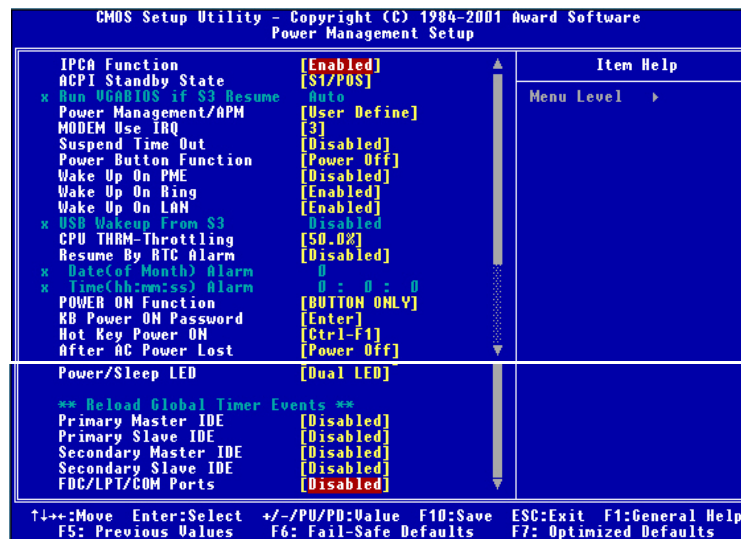 CMOS Setup Utility - Copyright (C) 1984-2001 Award Software
Power Management Setup
IPCA Function [Enabled]
ACPI Standby State [S1/POS]
x Run VGABIOS if S3 Resume Auto
Power Management/APM [User Define]
MODEM Use IRQ [3]
Suspend Time Out [Disabled]
Power Button Function [Power Off]
Wake Up On PME [Disabled]
Wake Up On Ring [Enabled]
Wake Up On LAN [Enabled]
x USB Wakeup From S3 Disabled
CPU THRM-Throttling [50.0%]
Resume By RTC Alarm [Disabled]
x Date(of Month) Alarm 0
x Time(hh:mm:ss) Alarm 0 : 0 : 0
POWER ON Function [BUTTON ONLY]
KB Power ON Password [Enter]
Hot Key Power ON [Ctrl-F1]
After AC Power Lost [Power Off]
Power/Sleep LED [Dual LED]
** Reload Global Timer Events **
Primary Master IDE [Disabled]
Primary Slave IDE [Disabled]
Secondary Master IDE [Disabled]
Secondary Slave IDE [Disabled]
FDC/LPT/COM Ports [Disabled]
Item Help
Menu Level ▸
↑↓→←:Move Enter:Select +/-/PU/PD:Value F10:Save ESC:Exit F1:General Help
F5: Previous Values F6: Fail-Safe Defaults F7: Optimized Defaults